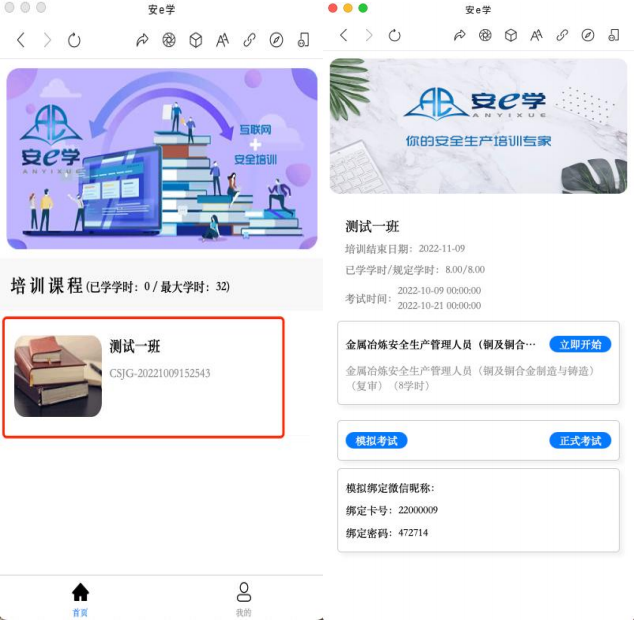 安e学
安e学
ANYIXUE
互联网
+
安全培训
培训课程(已学学时：0 / 最大学时：32)
测试一班
CSJG-20221009152543
首页
我的
安e学
安e学
ANYIXUE
你的安全生产培训专家
测试一班
培训结束日期：2022-11-09
已学学时/规定学时：8.00/8.00
考试时间：
2022-10-09 00:00:00
2022-10-21 00:00:00
金属冶炼安全生产管理人员（铜及铜合…
立即开始
金属冶炼安全生产管理人员（铜及铜合金制造与铸造）
（复审）（8学时）
模拟考试
正式考试
模拟绑定微信昵称：
绑定卡号：22000009
绑定密码：472714